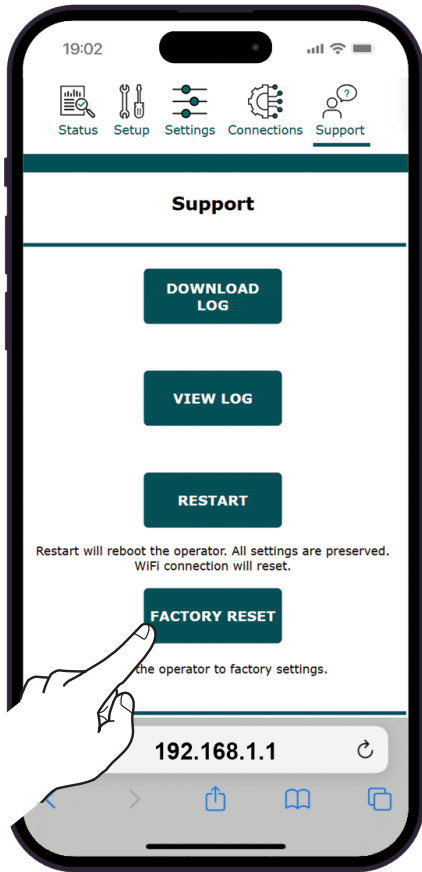 19:02
Status Setup Settings Connections Support
Support
DOWNLOAD
LOG
VIEW LOG
RESTART
Restart will reboot the operator. All settings are preserved.
WiFi connection will reset.
FACTORY RESET
the operator to factory settings.
192.168.1.1